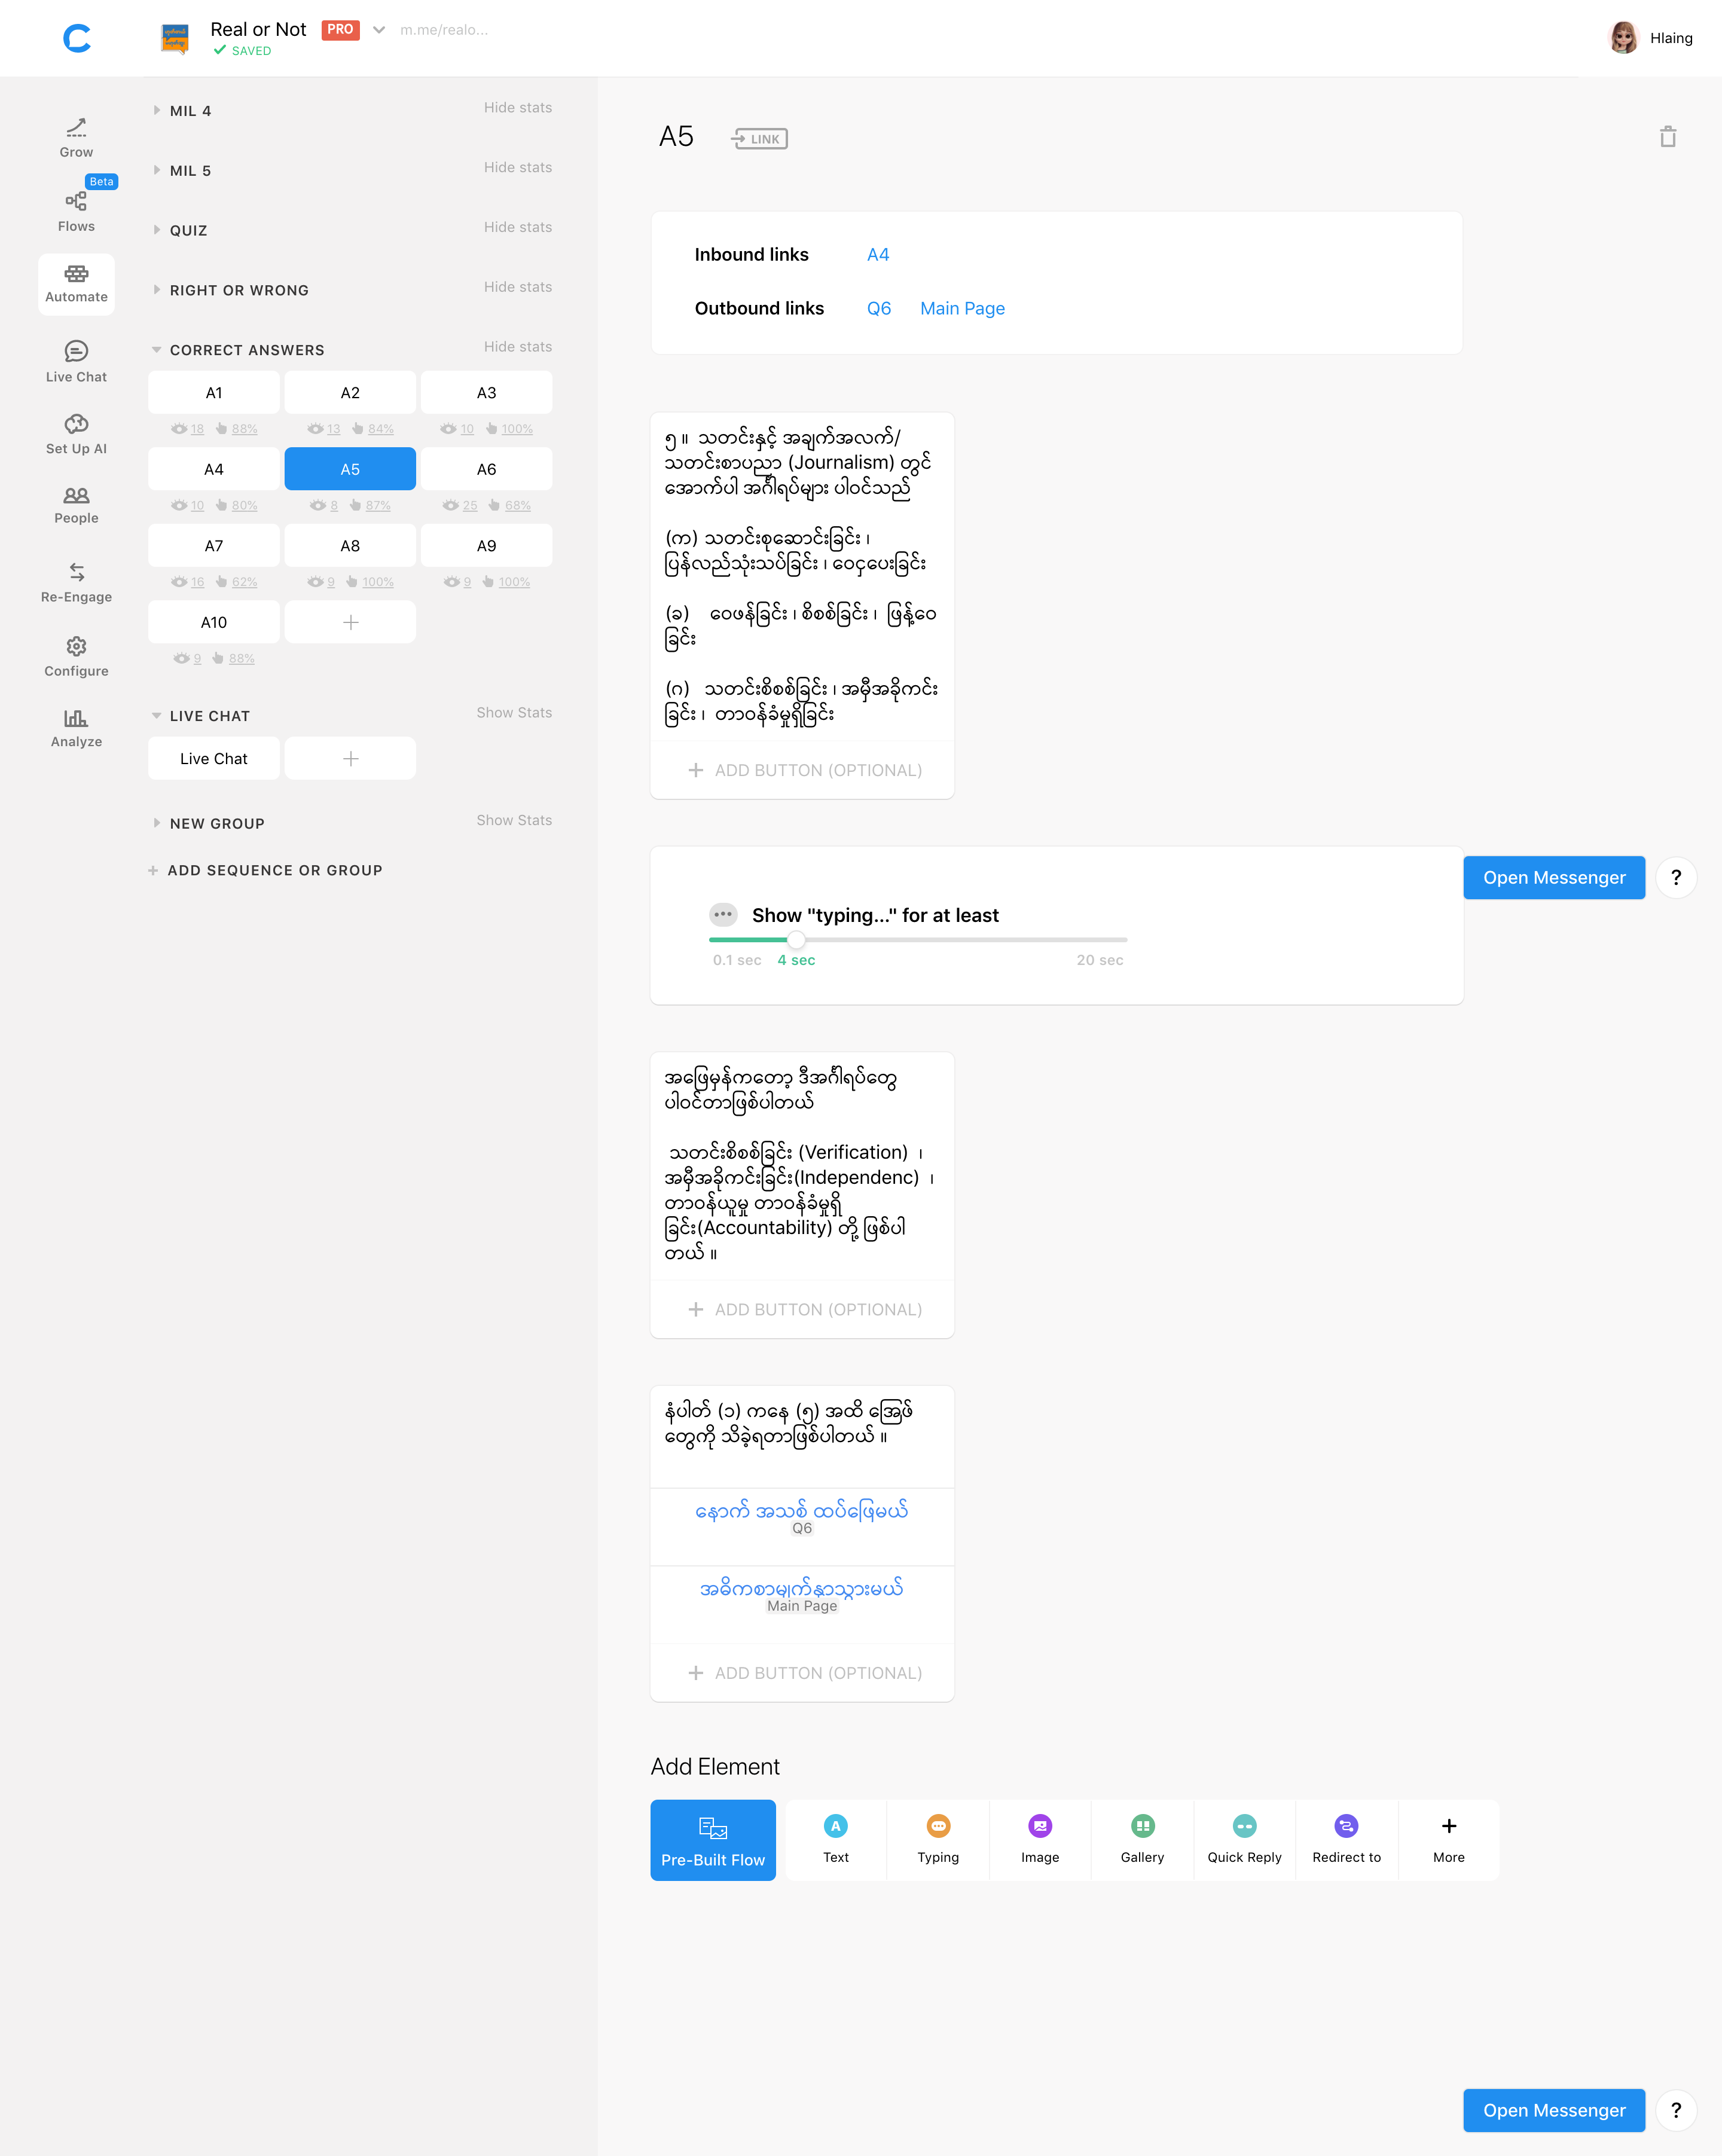 Real or Not PRO m.me/realo...
SAVED
Hlaing
Grow
Beta
Flows
Automate
Live Chat
Set Up AI
People
Re-Engage
Configure
Analyze
MIL 4 Hide stats
MIL 5 Hide stats
QUIZ Hide stats
RIGHT OR WRONG Hide stats
CORRECT ANSWERS Hide stats
A1 A2 A3
18 88% 13 84% 10 100%
A4 A5 A6
10 80% 8 87% 25 68%
A7 A8 A9
16 62% 9 100% 9 100%
A10
9 88%
LIVE CHAT Show Stats
Live Chat
NEW GROUP Show Stats
ADD SEQUENCE OR GROUP
A5 LINK
Inbound links A4
Outbound links Q6 Main Page
၅ ။ သတင်းနှင့် အချက်အလက်/
သတင်းစာပညာ (Journalism) တွင်
အောက်ပါ အင်္ဂါရပ်များ ပါဝင်သည်
(က) သတင်းစုဆောင်းခြင်း ၊
ပြန်လည်သုံးသပ်ခြင်း ၊ ဝေငှပေးခြင်း
(ခ) ဝေဖန်ခြင်း ၊ စိစစ်ခြင်း ၊ ဖြန့်ဝေ
ခြင်း
(ဂ) သတင်းစိစစ်ခြင်း ၊ အမှီအခိုကင်း
ခြင်း ၊ တာဝန်ခံမှုရှိခြင်း
ADD BUTTON (OPTIONAL)
Open Messenger ?
Show "typing..." for at least
0.1 sec 4 sec 20 sec
အဖြေမှန်ကတော့ ဒီအင်္ဂါရပ်တွေ
ပါဝင်တာဖြစ်ပါတယ်
သတင်းစိစစ်ခြင်း (Verification) ၊
အမှီအခိုကင်းခြင်း(Independenc) ၊
တာဝန်ယူမှု တာဝန်ခံမှုရှိ
ခြင်း(Accountability) တို့ ဖြစ်ပါ
တယ် ။
ADD BUTTON (OPTIONAL)
နံပါတ် (၁) ကနေ (၅) အထိ အြေဖ်
တွေကို သိခဲ့ရတာဖြစ်ပါတယ် ။
နောက် အသစ် ထပ်ဖြေမယ်
Q6
အဓိကစာမျက်နှာသွားမယ်
Main Page
ADD BUTTON (OPTIONAL)
Add Element
Pre-Built Flow
Text
Typing
Image
Gallery
Quick Reply
Redirect to
More
Open Messenger ?